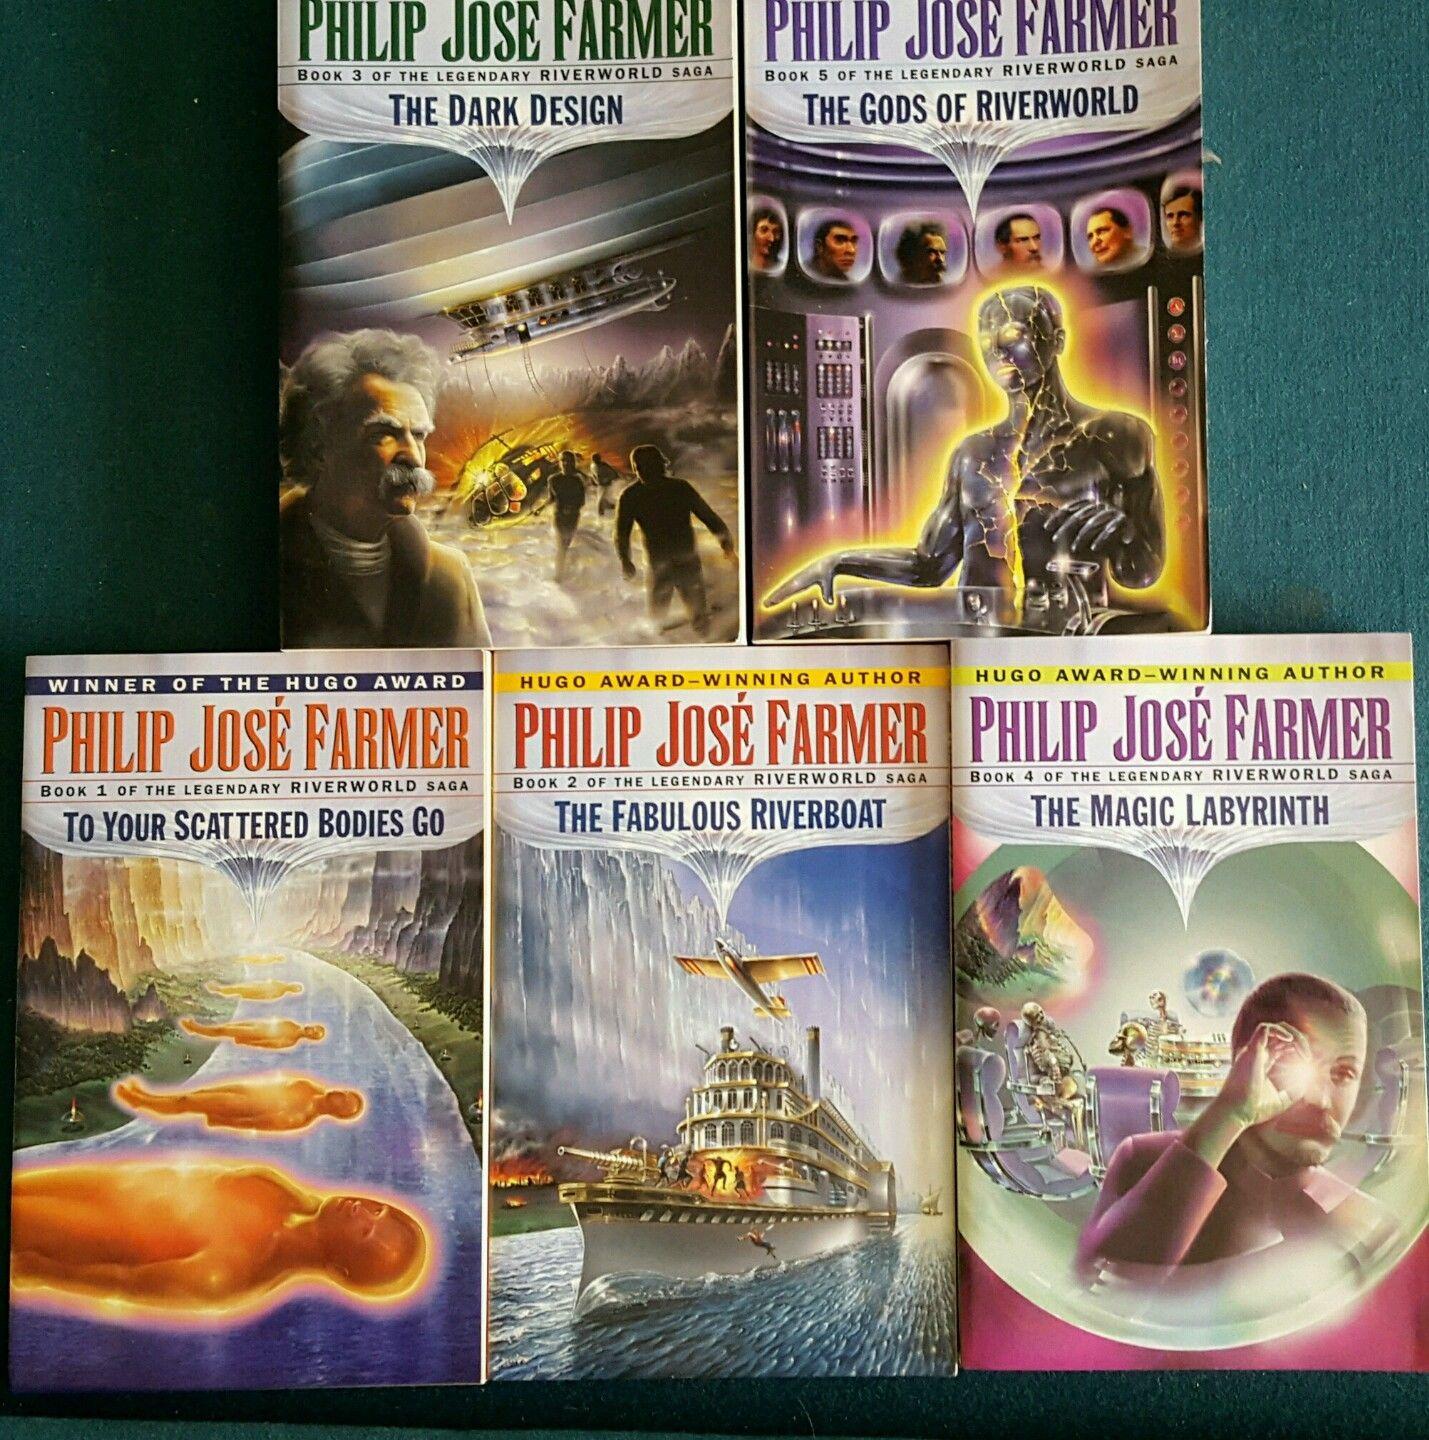 PHILIP JOSÉ FARMER
BOOK 3 OF THE LEGENDARY RIVERWORLD SAGA
THE DARK DESIGN
PHILIP JOSÉ FARMER
BOOK 5 OF THE LEGENDARY RIVERWORLD SAGA
THE GODS OF RIVERWORLD
WINNER OF THE HUGO AWARD
PHILIP JOSÉ FARMER
BOOK 1 OF THE LEGENDARY RIVERWORLD SAGA
TO YOUR SCATTERED BODIES GO
HUGO AWARD–WINNING AUTHOR
PHILIP JOSÉ FARMER
BOOK 2 OF THE LEGENDARY RIVERWORLD SAGA
THE FABULOUS RIVERBOAT
HUGO AWARD–WINNING AUTHOR
PHILIP JOSÉ FARMER
BOOK 4 OF THE LEGENDARY RIVERWORLD SAGA
THE MAGIC LABYRINTH